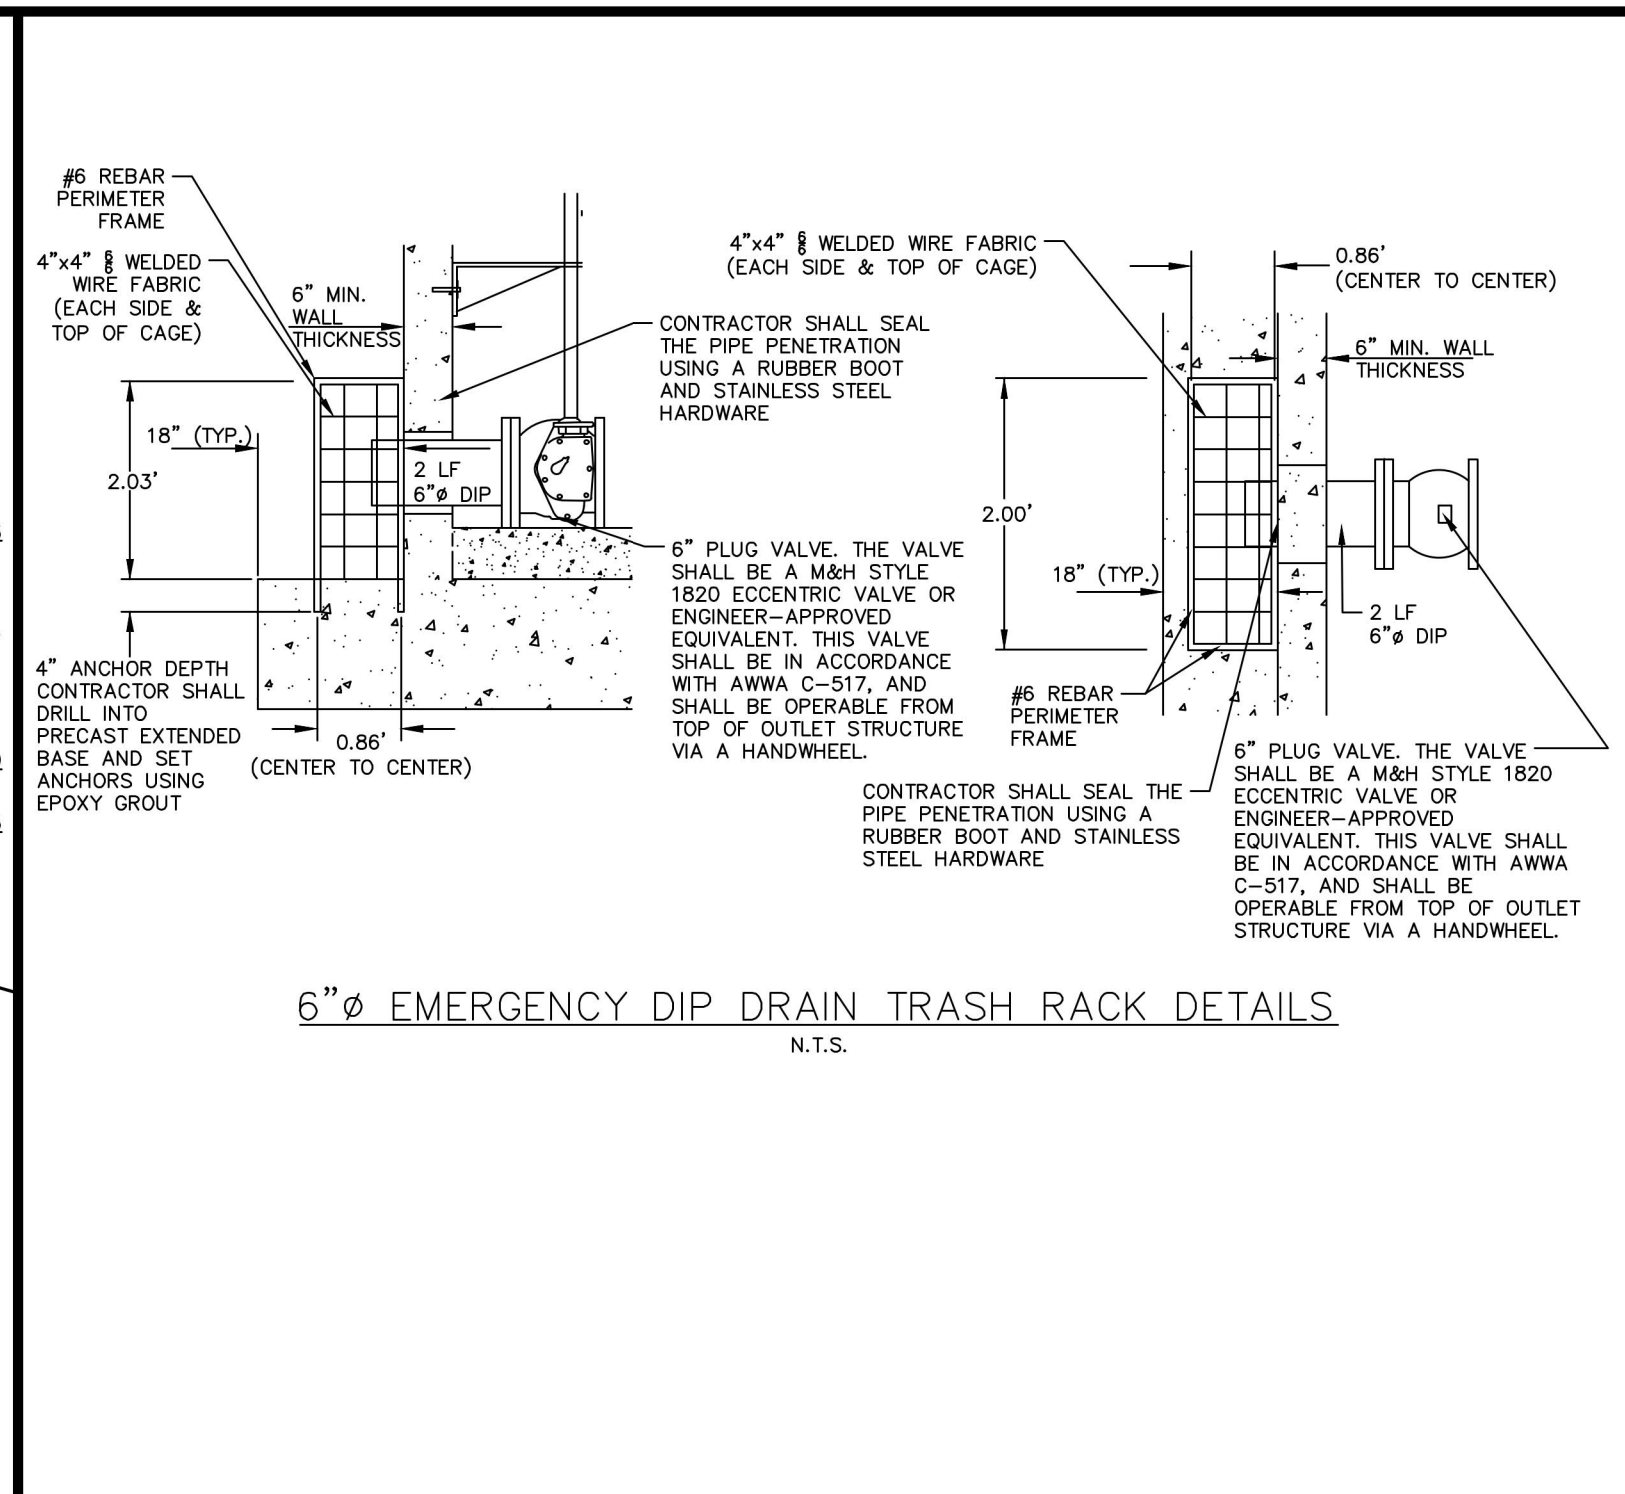 #6 REBAR
PERIMETER
FRAME
4”x4” 6/6 WELDED
WIRE FABRIC
(EACH SIDE &
TOP OF CAGE)
6” MIN.
WALL
THICKNESS
CONTRACTOR SHALL SEAL
THE PIPE PENETRATION
USING A RUBBER BOOT
AND STAINLESS STEEL
HARDWARE
18” (TYP.)
2.03’
2 LF
6”ø DIP
6” PLUG VALVE. THE VALVE
SHALL BE A M&H STYLE
1820 ECCENTRIC VALVE OR
ENGINEER–APPROVED
EQUIVALENT. THIS VALVE
SHALL BE IN ACCORDANCE
WITH AWWA C–517, AND
SHALL BE OPERABLE FROM
TOP OF OUTLET STRUCTURE
VIA A HANDWHEEL.
4” ANCHOR DEPTH
CONTRACTOR SHALL
DRILL INTO
PRECAST EXTENDED
BASE AND SET
ANCHORS USING
EPOXY GROUT
0.86’
(CENTER TO CENTER)
4”x4” 6/6 WELDED WIRE FABRIC
(EACH SIDE & TOP OF CAGE)
0.86’
(CENTER TO CENTER)
6” MIN. WALL
THICKNESS
2.00’
18” (TYP.)
2 LF
6”ø DIP
#6 REBAR
PERIMETER
FRAME
CONTRACTOR SHALL SEAL THE
PIPE PENETRATION USING A
RUBBER BOOT AND STAINLESS
STEEL HARDWARE
6” PLUG VALVE. THE VALVE
SHALL BE A M&H STYLE 1820
ECCENTRIC VALVE OR
ENGINEER–APPROVED
EQUIVALENT. THIS VALVE SHALL
BE IN ACCORDANCE WITH AWWA
C–517, AND SHALL BE
OPERABLE FROM TOP OF OUTLET
STRUCTURE VIA A HANDWHEEL.
6”ø EMERGENCY DIP DRAIN TRASH RACK DETAILS
N.T.S.